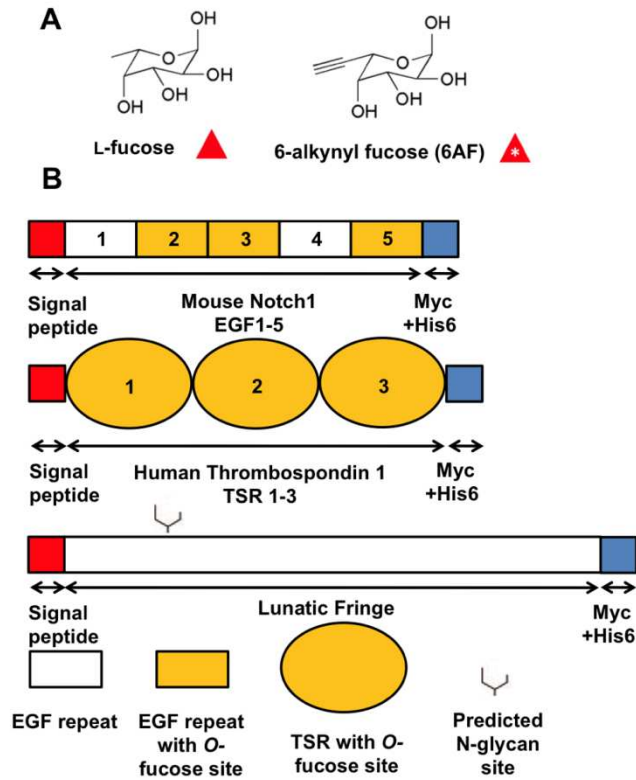 A
O
OH
OH
OH
OH
L-fucose
O
OH
OH
OH
OH
6-alkynyl fucose (6AF) *
B
1 2 3 4 5
Signal peptide
Mouse Notch1
EGF1-5
Myc
+His6
1 2 3
Signal
peptide
Human Thrombospondin 1
TSR 1-3
Myc
+His6
Signal
peptide
Lunatic Fringe
Myc
+His6
EGF repeat
EGF repeat
with O-
fucose site
TSR with O-
fucose site
Predicted
N-glycan
site